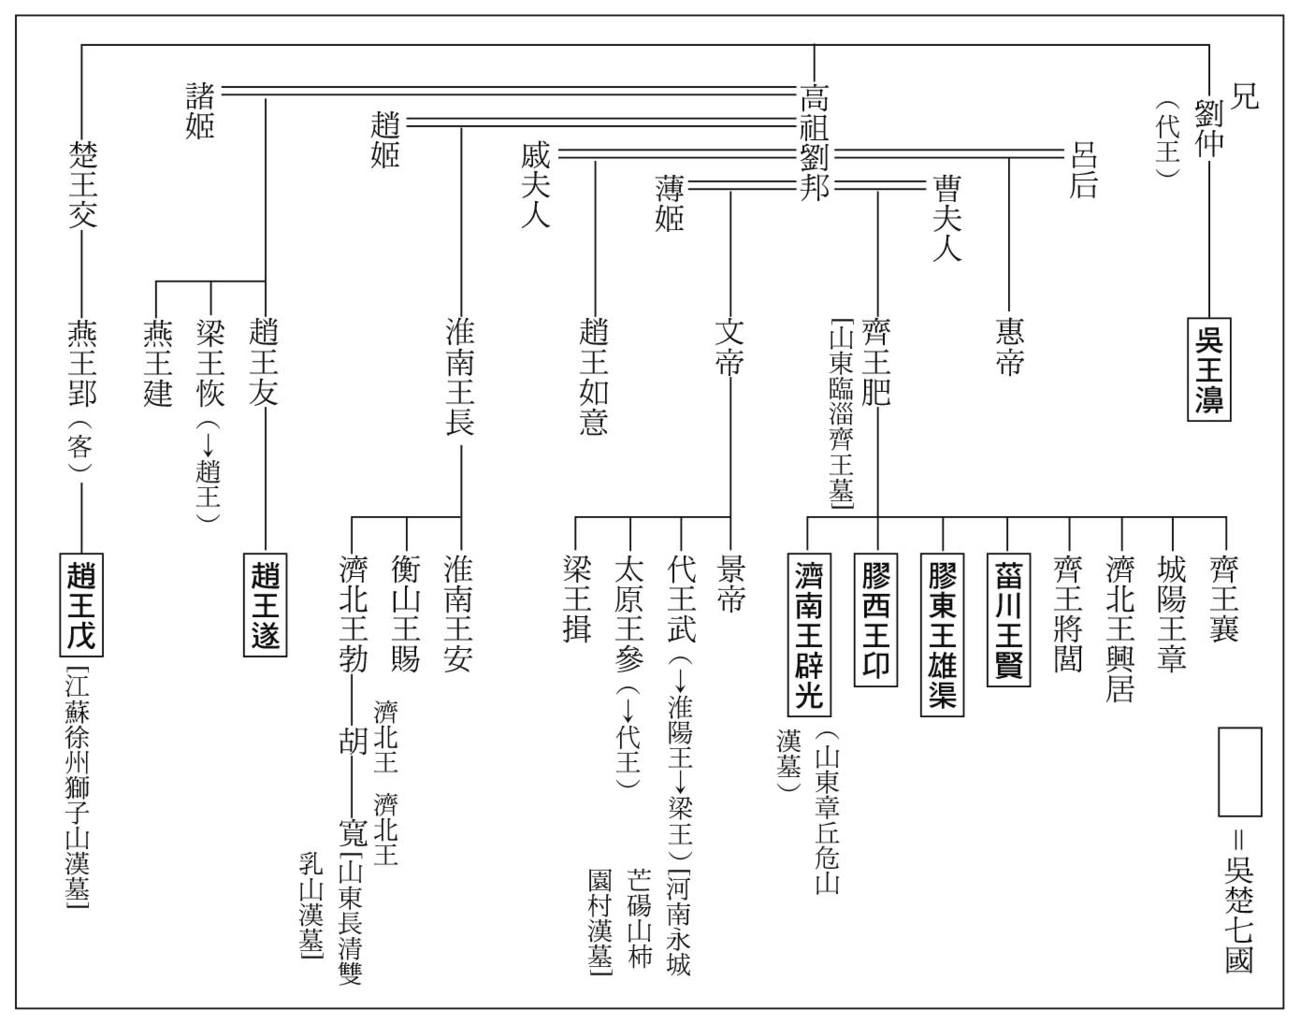 兄
劉仲
（代王）
吳王濞
高祖劉邦
呂后
曹夫人
薄姬
戚夫人
趙姬
諸姬
楚王交
惠帝
齊王肥
[山東臨淄齊王墓]
文帝
趙王如意
淮南王長
趙王友
梁王恢（→趙王）
燕王建
燕王郢（客）
齊王襄
城陽王章
濟北王興居
齊王將閭
菑川王賢
膠東王雄渠
膠西王卬
濟南王辟光
（山東章丘危山
漢墓）
景帝
代王武（→淮陽王→梁王）[河南永城
芒碭山柿
園村漢墓]
太原王參（→代王）
梁王揖
淮南王安
衡山王賜
濟北王勃
濟北王
胡
濟北王
寬[山東長清雙
乳山漢墓]
趙王遂
趙王戊
[江蘇徐州獅子山漢墓]
＝吳楚七國